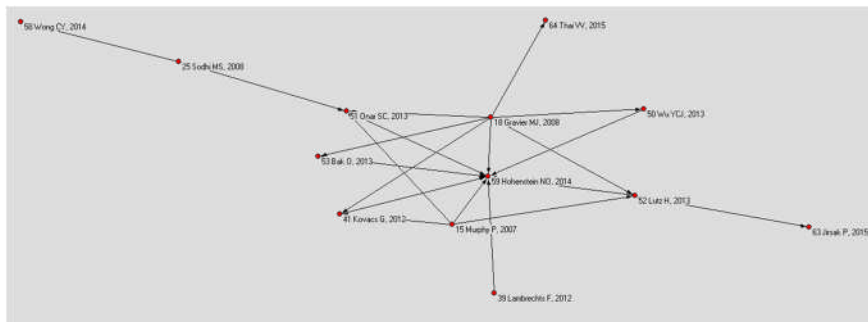 58 Wong CY, 2014
64 Thai VV, 2015
25 Sodhi MS, 2008
51 Onar SC, 2013
18 Gravier MJ, 2008
50 Wu YCJ, 2013
53 Bak O, 2013
59 Hohenstein NO, 2014
52 Lutz H, 2013
41 Kovacs G, 2012
15 Murphy P, 2007
63 Jirsak P, 2015
39 Lambrechts F, 2012